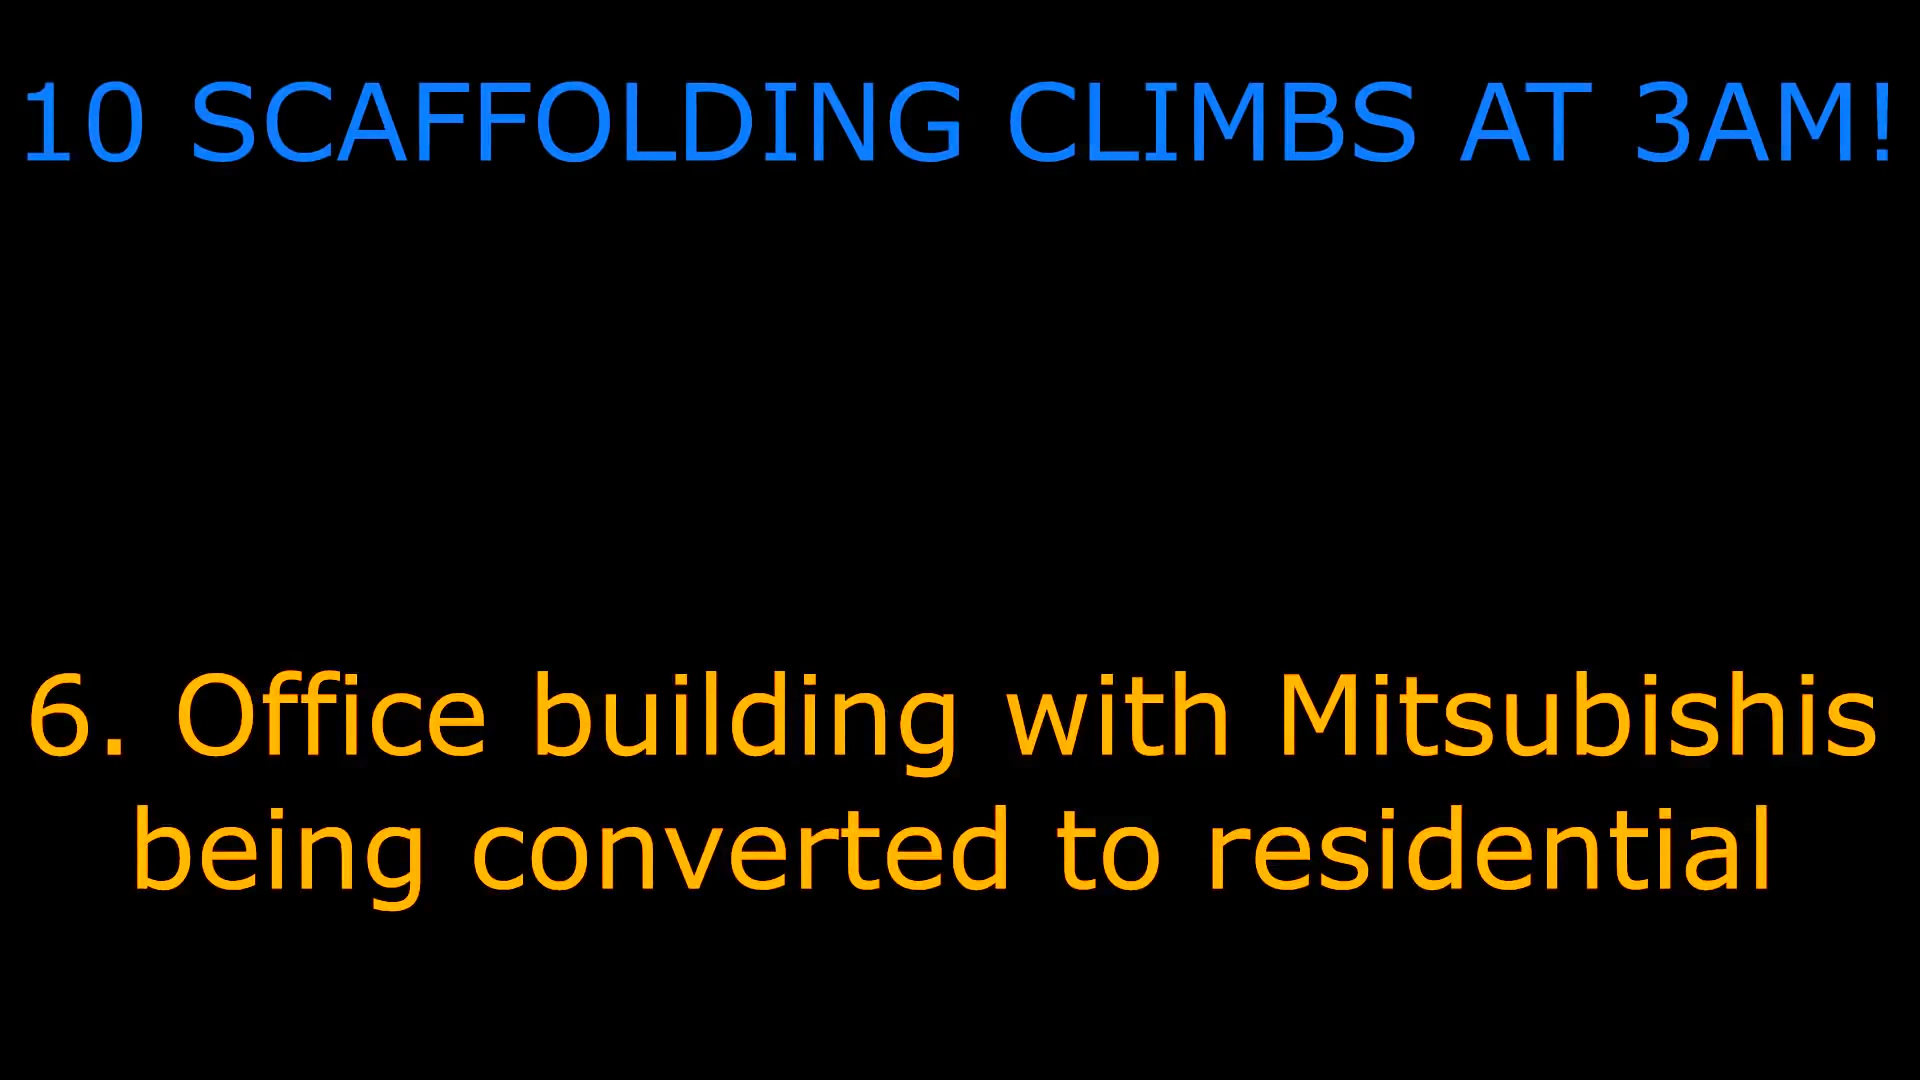 10 SCAFFOLDING CLIMBS AT 3AM!
6. Office building with Mitsubishis
being converted to residential